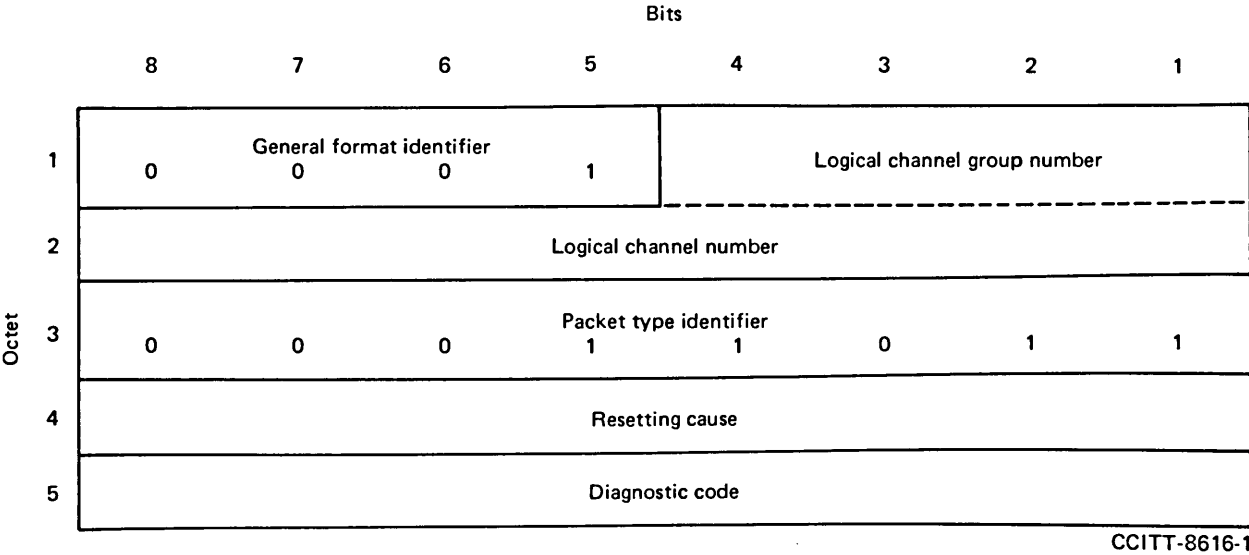 Bits
8 7 6 5 4 3 2 1
General format identifier
1 0 0 0 1 Logical channel group number
2 Logical channel number
Packet type identifier
Octet 3 0 0 0 1 1 0 1 1
4 Resetting cause
5 Diagnostic code
CCITT-8616-1